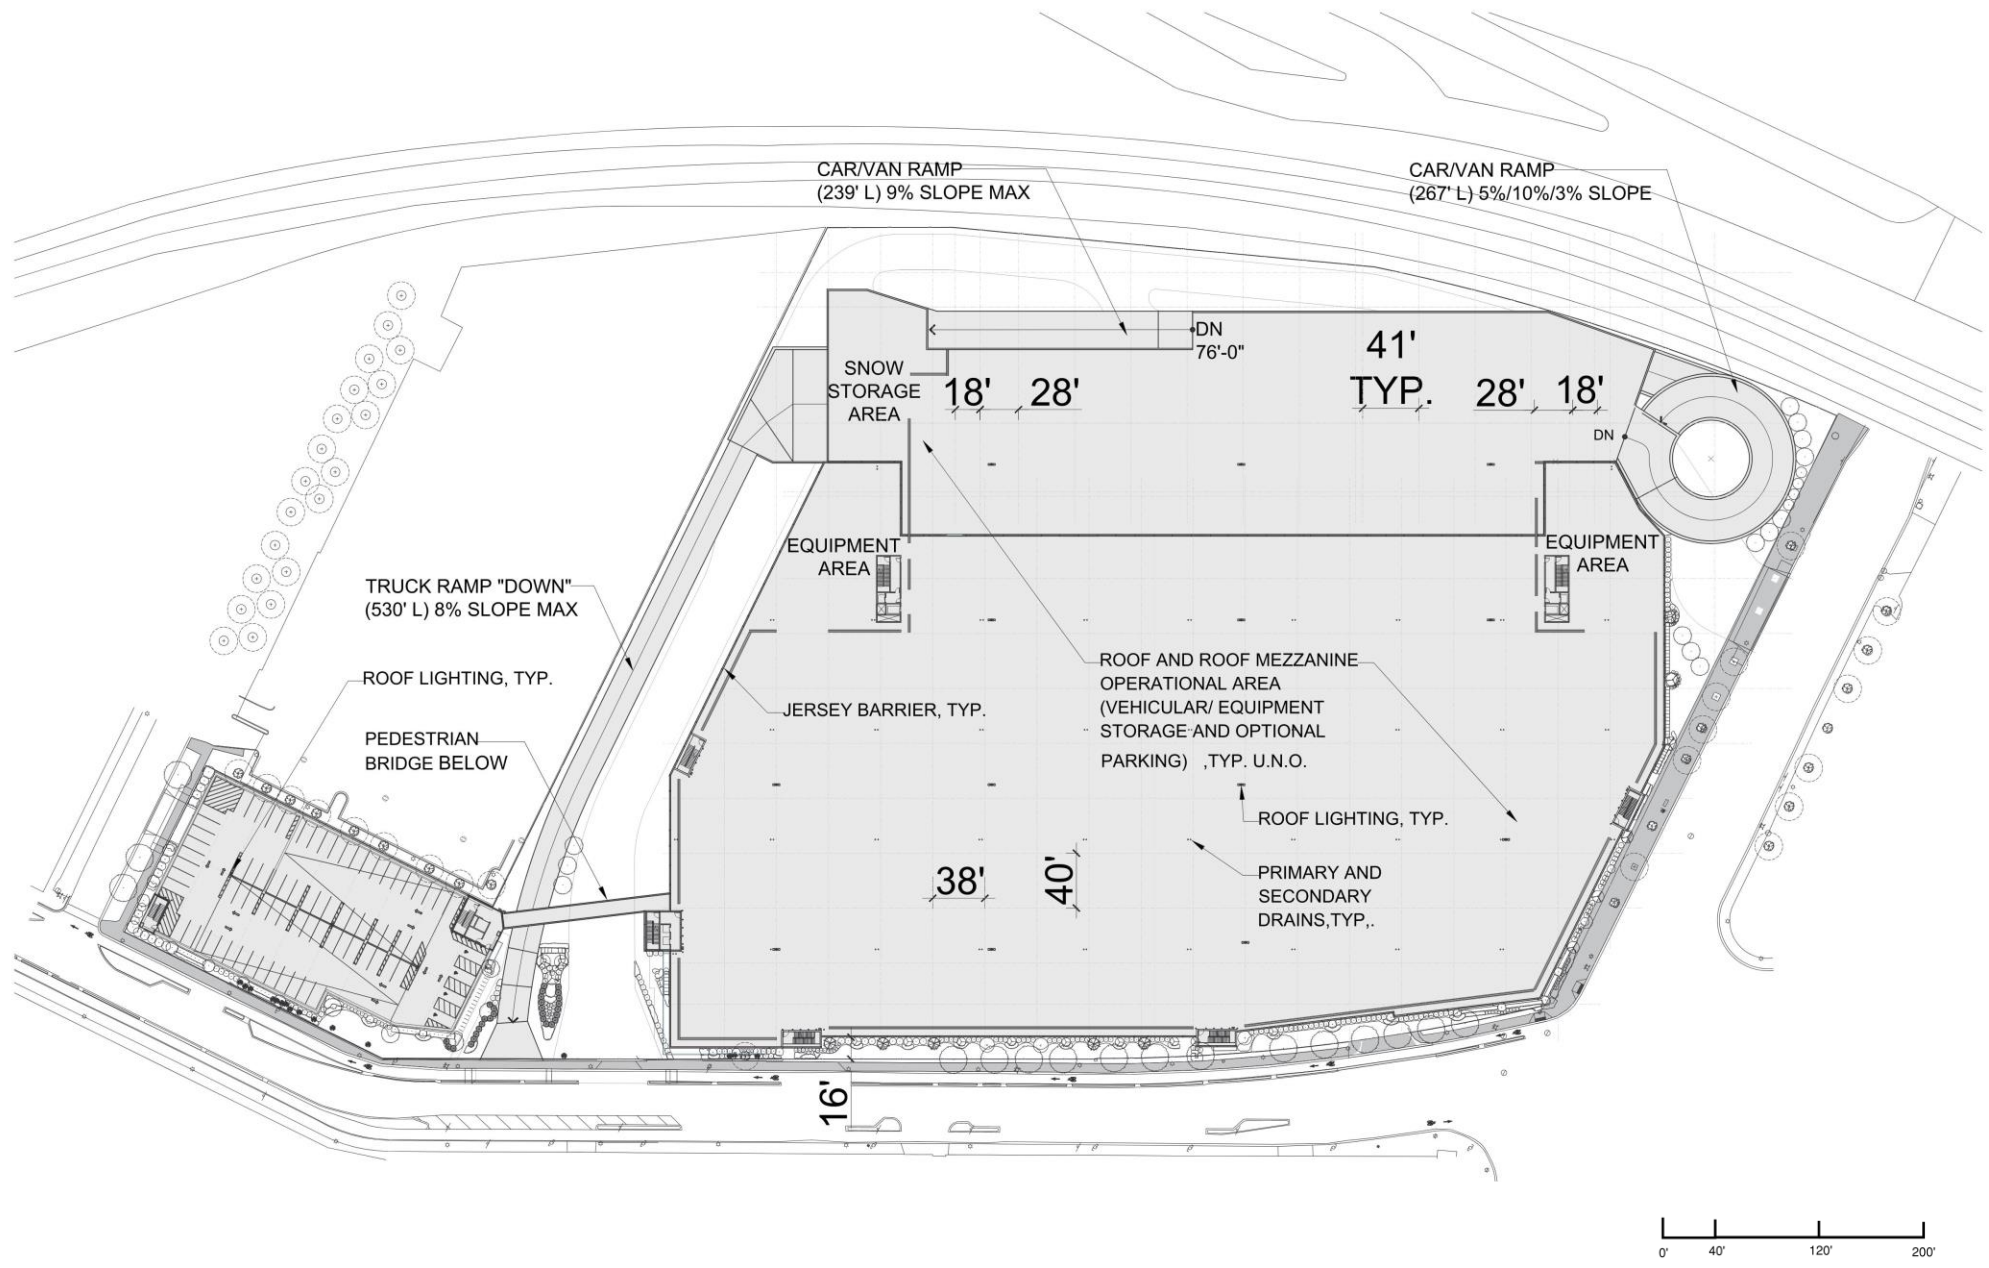 CAR/VAN RAMP
(239' L) 9% SLOPE MAX
CAR/VAN RAMP
(267' L) 5%/10%/3% SLOPE
DN
76'-0"
41'
TYP.
SNOW
STORAGE
AREA
18'
28'
28'
18'
DN
EQUIPMENT
AREA
EQUIPMENT
AREA
TRUCK RAMP "DOWN"
(530' L) 8% SLOPE MAX
ROOF LIGHTING, TYP.
JERSEY BARRIER, TYP.
PEDESTRIAN
BRIDGE BELOW
ROOF AND ROOF MEZZANINE
OPERATIONAL AREA
(VEHICULAR/ EQUIPMENT
STORAGE AND OPTIONAL
PARKING) ,TYP. U.N.O.
ROOF LIGHTING, TYP.
PRIMARY AND
SECONDARY
DRAINS,TYP,.
38'
40'
16'
0'
40'
120'
200'